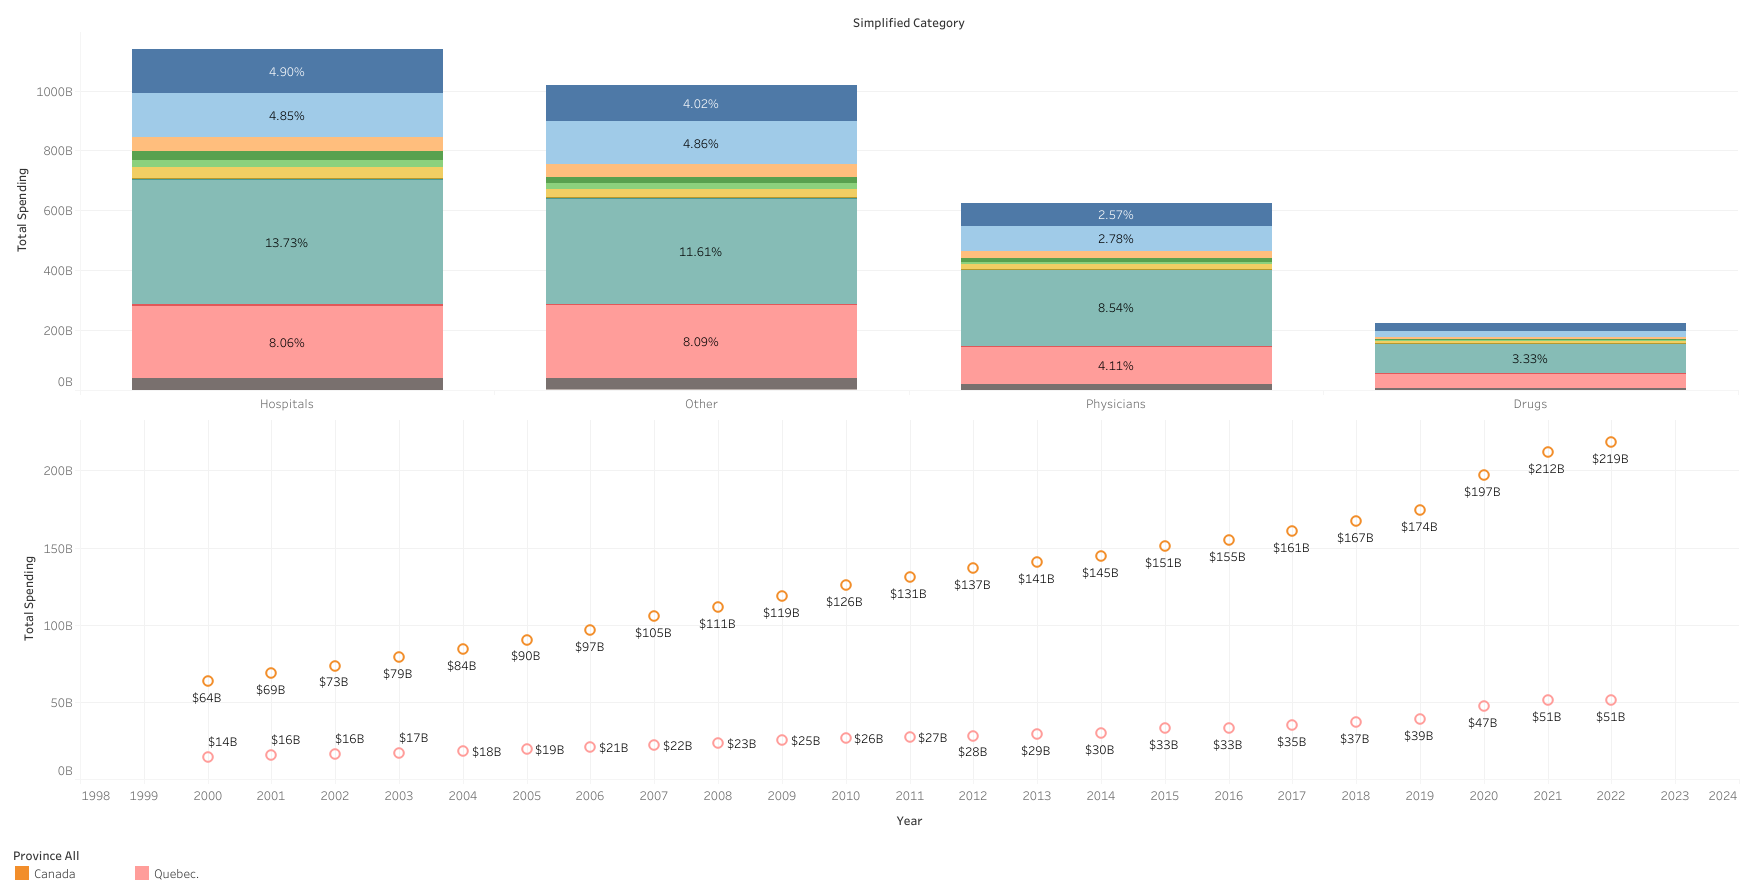 Simplified Category
Total Spending
1000B
800B
600B
400B
200B
0B
4.90%
4.85%
13.73%
8.06%
4.02%
4.86%
11.61%
8.09%
2.57%
2.78%
8.54%
4.11%
3.33%
Hospitals Other Physicians Drugs
Total Spending
200B
150B
100B
50B
0B
$64B $69B $73B $79B $84B $90B $97B $105B $111B $119B $126B $131B $137B $141B $145B $151B $155B $161B $167B $174B $197B $212B $219B
$14B $16B $16B $17B $18B $19B $21B $22B $23B $25B $26B $27B $28B $29B $30B $33B $33B $35B $37B $39B $47B $51B $51B
1998 1999 2000 2001 2002 2003 2004 2005 2006 2007 2008 2009 2010 2011 2012 2013 2014 2015 2016 2017 2018 2019 2020 2021 2022 2023 2024
Year
Province All
Canada Quebec.